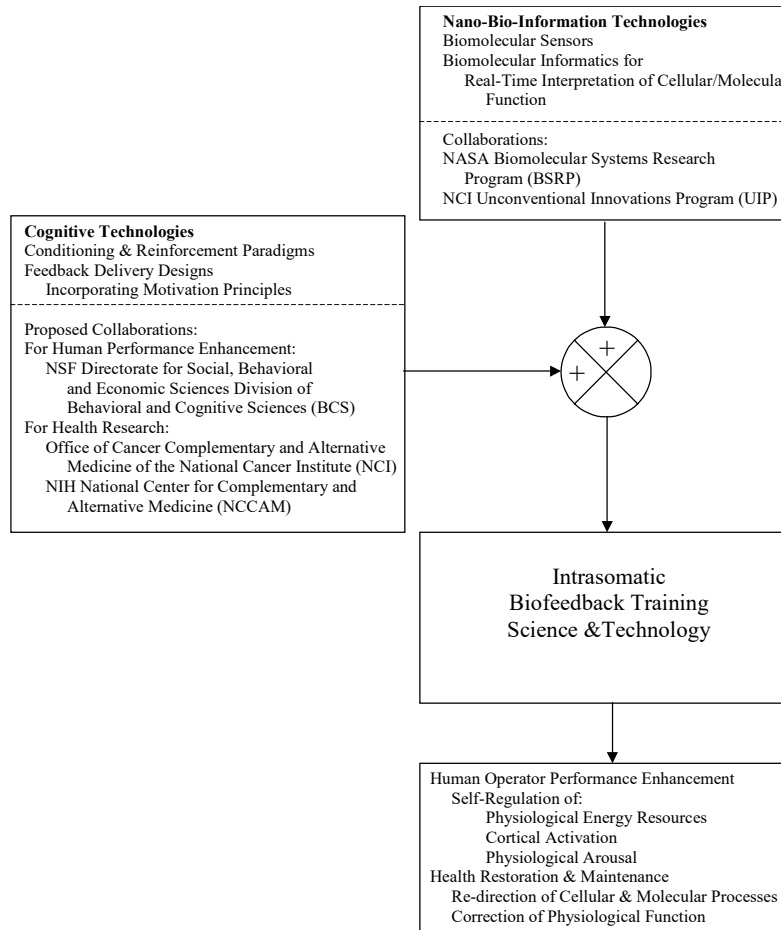 Nano-Bio-Information Technologies
Biomolecular Sensors
Biomolecular Informatics for
Real-Time Interpretation of Cellular/Molecular
Function
Collaborations:
NASA Biomolecular Systems Research
Program (BSRP)
NCI Unconventional Innovations Program (UIP)
Cognitive Technologies
Conditioning & Reinforcement Paradigms
Feedback Delivery Designs
Incorporating Motivation Principles
Proposed Collaborations:
For Human Performance Enhancement:
NSF Directorate for Social, Behavioral
and Economic Sciences Division of
Behavioral and Cognitive Sciences (BCS)
For Health Research:
Office of Cancer Complementary and Alternative
Medicine of the National Cancer Institute (NCI)
NIH National Center for Complementary and
Alternative Medicine (NCCAM)
+
+
Intrasomatic
Biofeedback Training
Science &Technology
Human Operator Performance Enhancement
Self-Regulation of:
Physiological Energy Resources
Cortical Activation
Physiological Arousal
Health Restoration & Maintenance
Re-direction of Cellular & Molecular Processes
Correction of Physiological Function